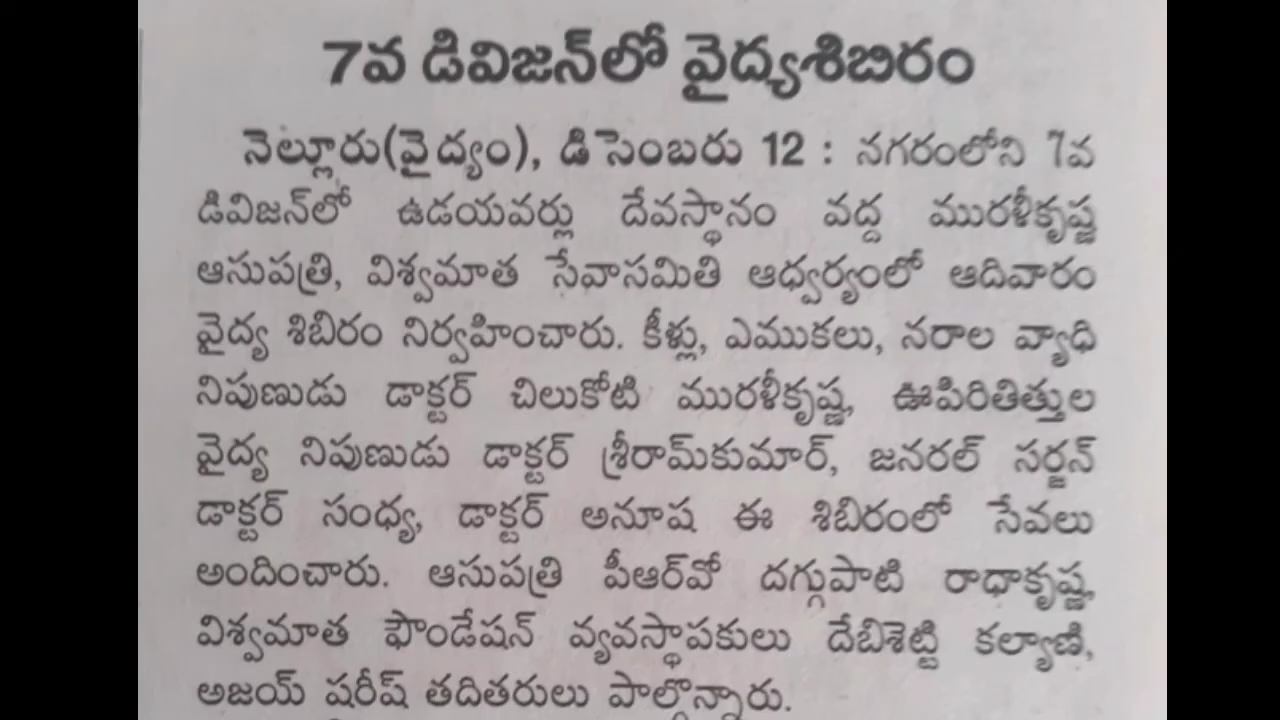 7వ డివిజన్‌లో వైద్యశిబిరం
నెల్లూరు(వైద్యం), డిసెంబరు 12 : నగరంలోని 7వ
డివిజన్‌లో ఉడయవర్లు దేవస్థానం వద్ద మురళీకృష్ణ
ఆసుపత్రి, విశ్వమాత సేవాసమితి ఆధ్వర్యంలో ఆదివారం
వైద్య శిబిరం నిర్వహించారు. కీళ్లు, ఎముకలు, నరాల వ్యాధి
నిపుణుడు డాక్టర్ చిలుకోటి మురళీకృష్ణ, ఊపిరితిత్తుల
వైద్య నిపుణుడు డాక్టర్ శ్రీరామ్‌కుమార్, జనరల్ సర్జన్
డాక్టర్ సంధ్య, డాక్టర్ అనూష ఈ శిబిరంలో సేవలు
అందించారు. ఆసుపత్రి పీఆర్‌వో దగ్గుపాటి రాధాకృష్ణ,
విశ్వమాత ఫౌండేషన్ వ్యవస్థాపకులు దేబిశెట్టి కల్యాణి,
అజయ్ షరీష్ తదితరులు పాల్గొన్నారు.